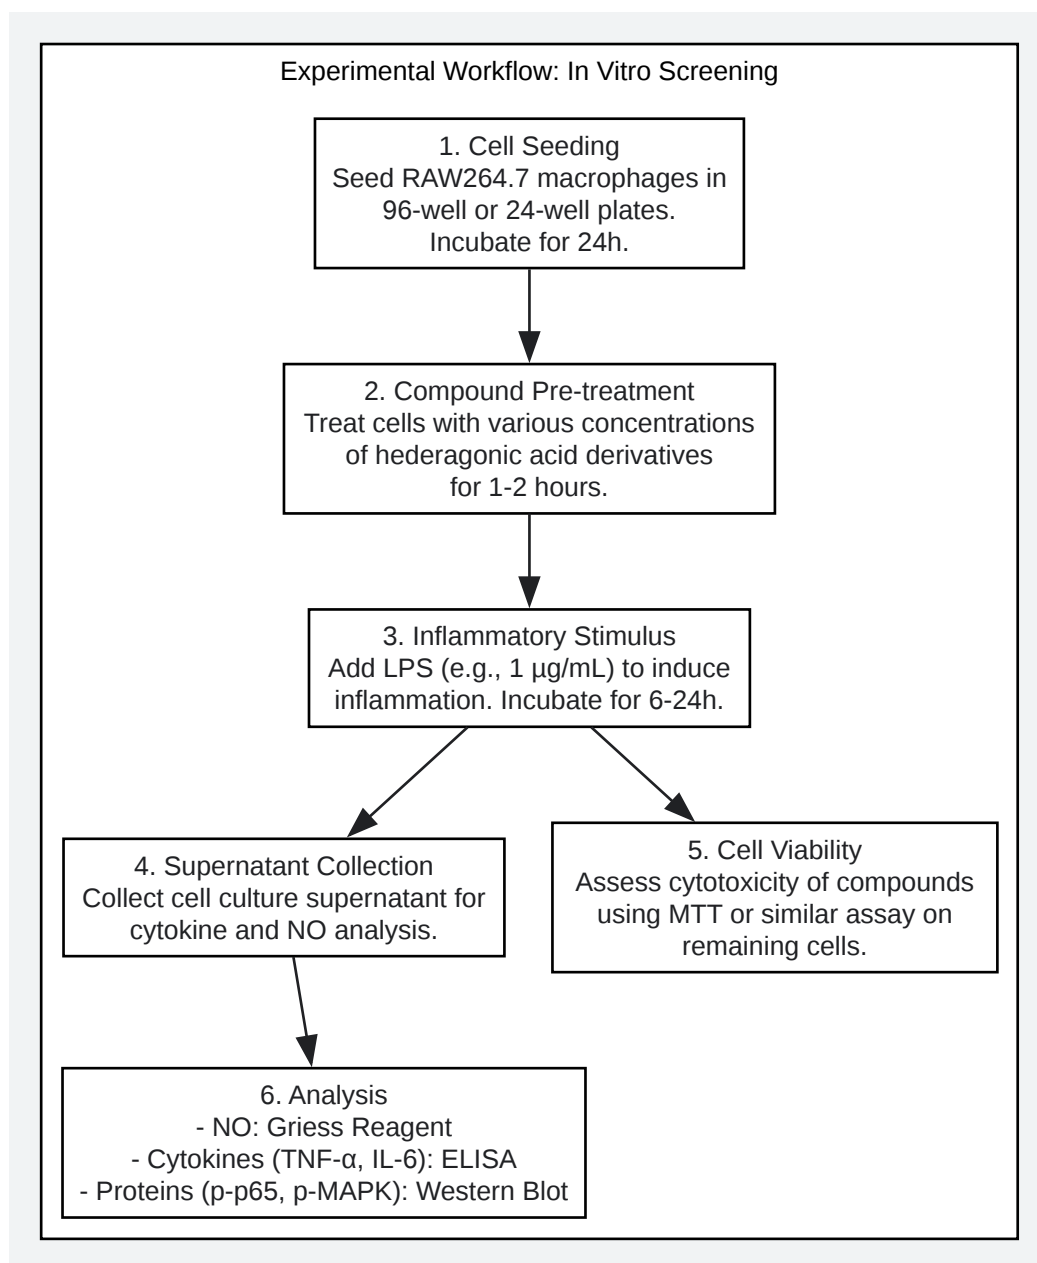 Experimental Workflow: In Vitro Screening
1. Cell Seeding
Seed RAW264.7 macrophages in
96-well or 24-well plates.
Incubate for 24h.
2. Compound Pre-treatment
Treat cells with various concentrations
of hederagonic acid derivatives
for 1-2 hours.
3. Inflammatory Stimulus
Add LPS (e.g., 1 µg/mL) to induce
inflammation. Incubate for 6-24h.
4. Supernatant Collection
Collect cell culture supernatant for
cytokine and NO analysis.
5. Cell Viability
Assess cytotoxicity of compounds
using MTT or similar assay on
remaining cells.
6. Analysis
- NO: Griess Reagent
- Cytokines (TNF-α, IL-6): ELISA
- Proteins (p-p65, p-MAPK): Western Blot